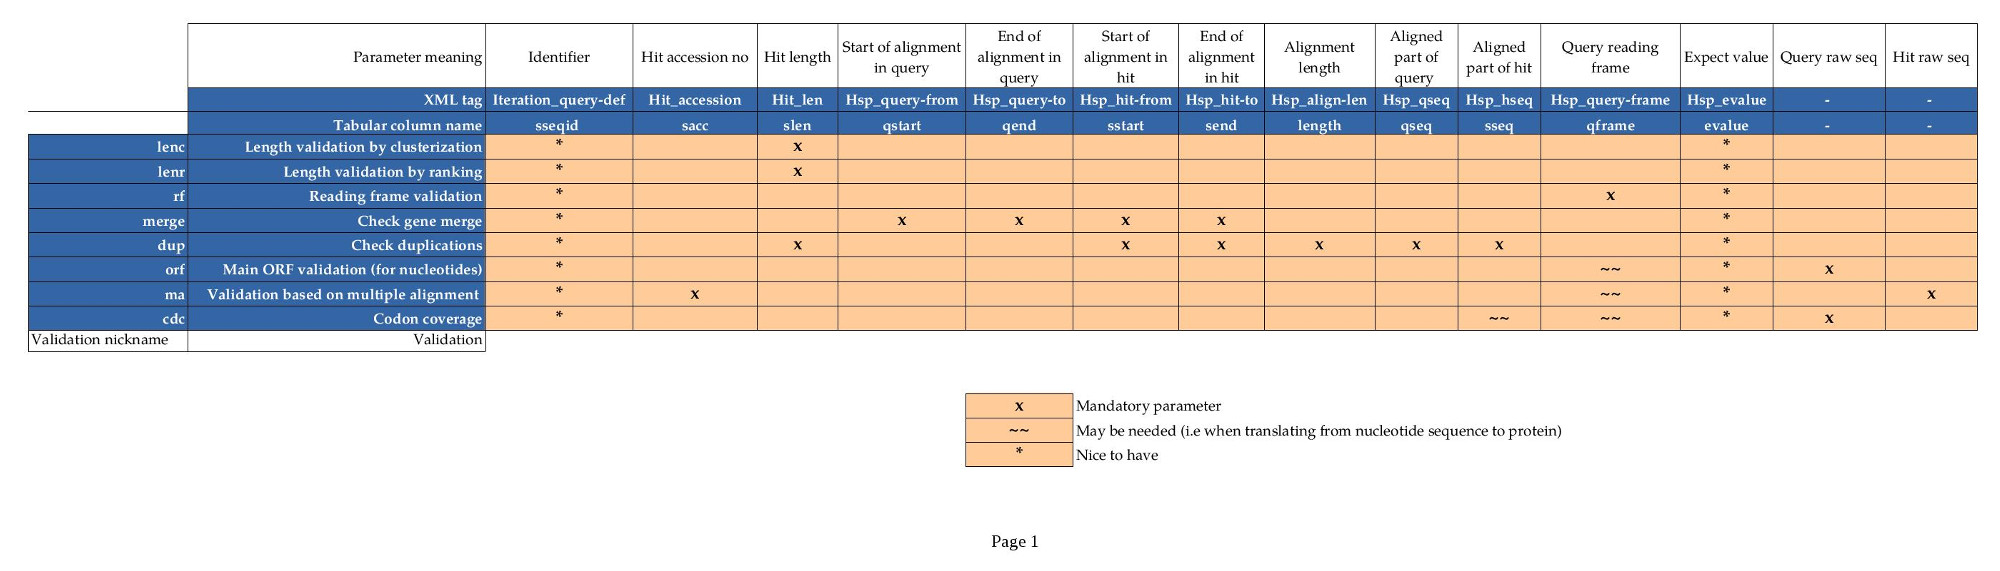 Parameter meaning Identifier Hit accession no Hit length Start of alignment in query End of alignment in query Start of alignment in hit End of alignment in hit Alignment length Aligned part of query Aligned part of hit Query reading frame Expect value Query raw seq Hit raw seq
XML tag Iteration_query-def Hit_accession Hit_len Hsp_query-from Hsp_query-to Hsp_hit-from Hsp_hit-to Hsp_align-len Hsp_qseq Hsp_hseq Hsp_query-frame Hsp_evalue - -
Tabular column name sseqid sacc slen qstart qend sstart send length qseq sseq qframe evalue - -
lenc Length validation by clusterization * x *
lenr Length validation by ranking * x *
rf Reading frame validation * x *
merge Check gene merge * x x x x *
dup Check duplications * x x x x x x *
orf Main ORF validation (for nucleotides) * ~~ * x
ma Validation based on multiple alignment * x ~~ * x
cdc Codon coverage * ~~ ~~ * x
Validation nickname Validation
x Mandatory parameter
~~ May be needed (i.e when translating from nucleotide sequence to protein)
* Nice to have
Page 1